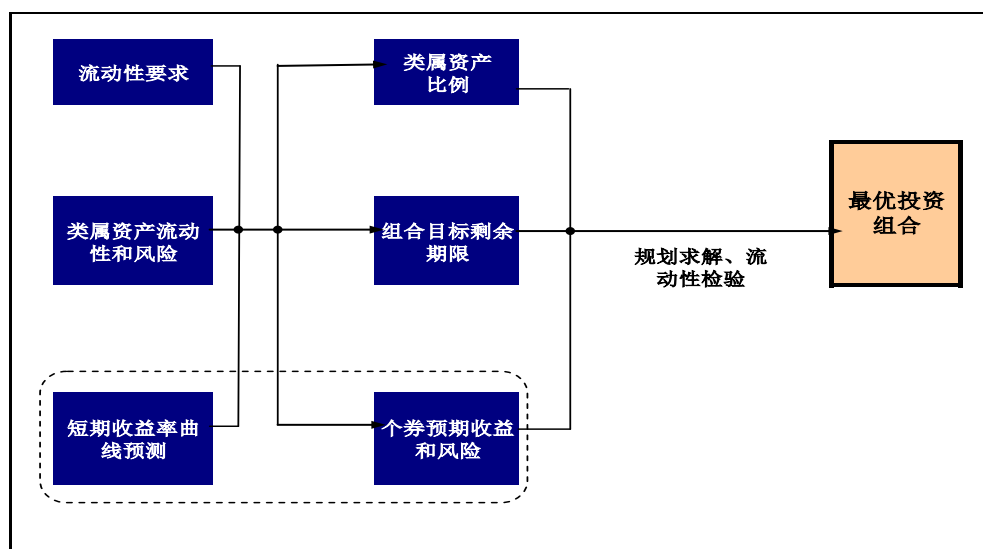 流动性要求
类属资产
比例
类属资产流动
性和风险
组合目标剩余
期限
最优投资
组合
规划求解、流
动性检验
短期收益率曲
线预测
个券预期收益
和风险